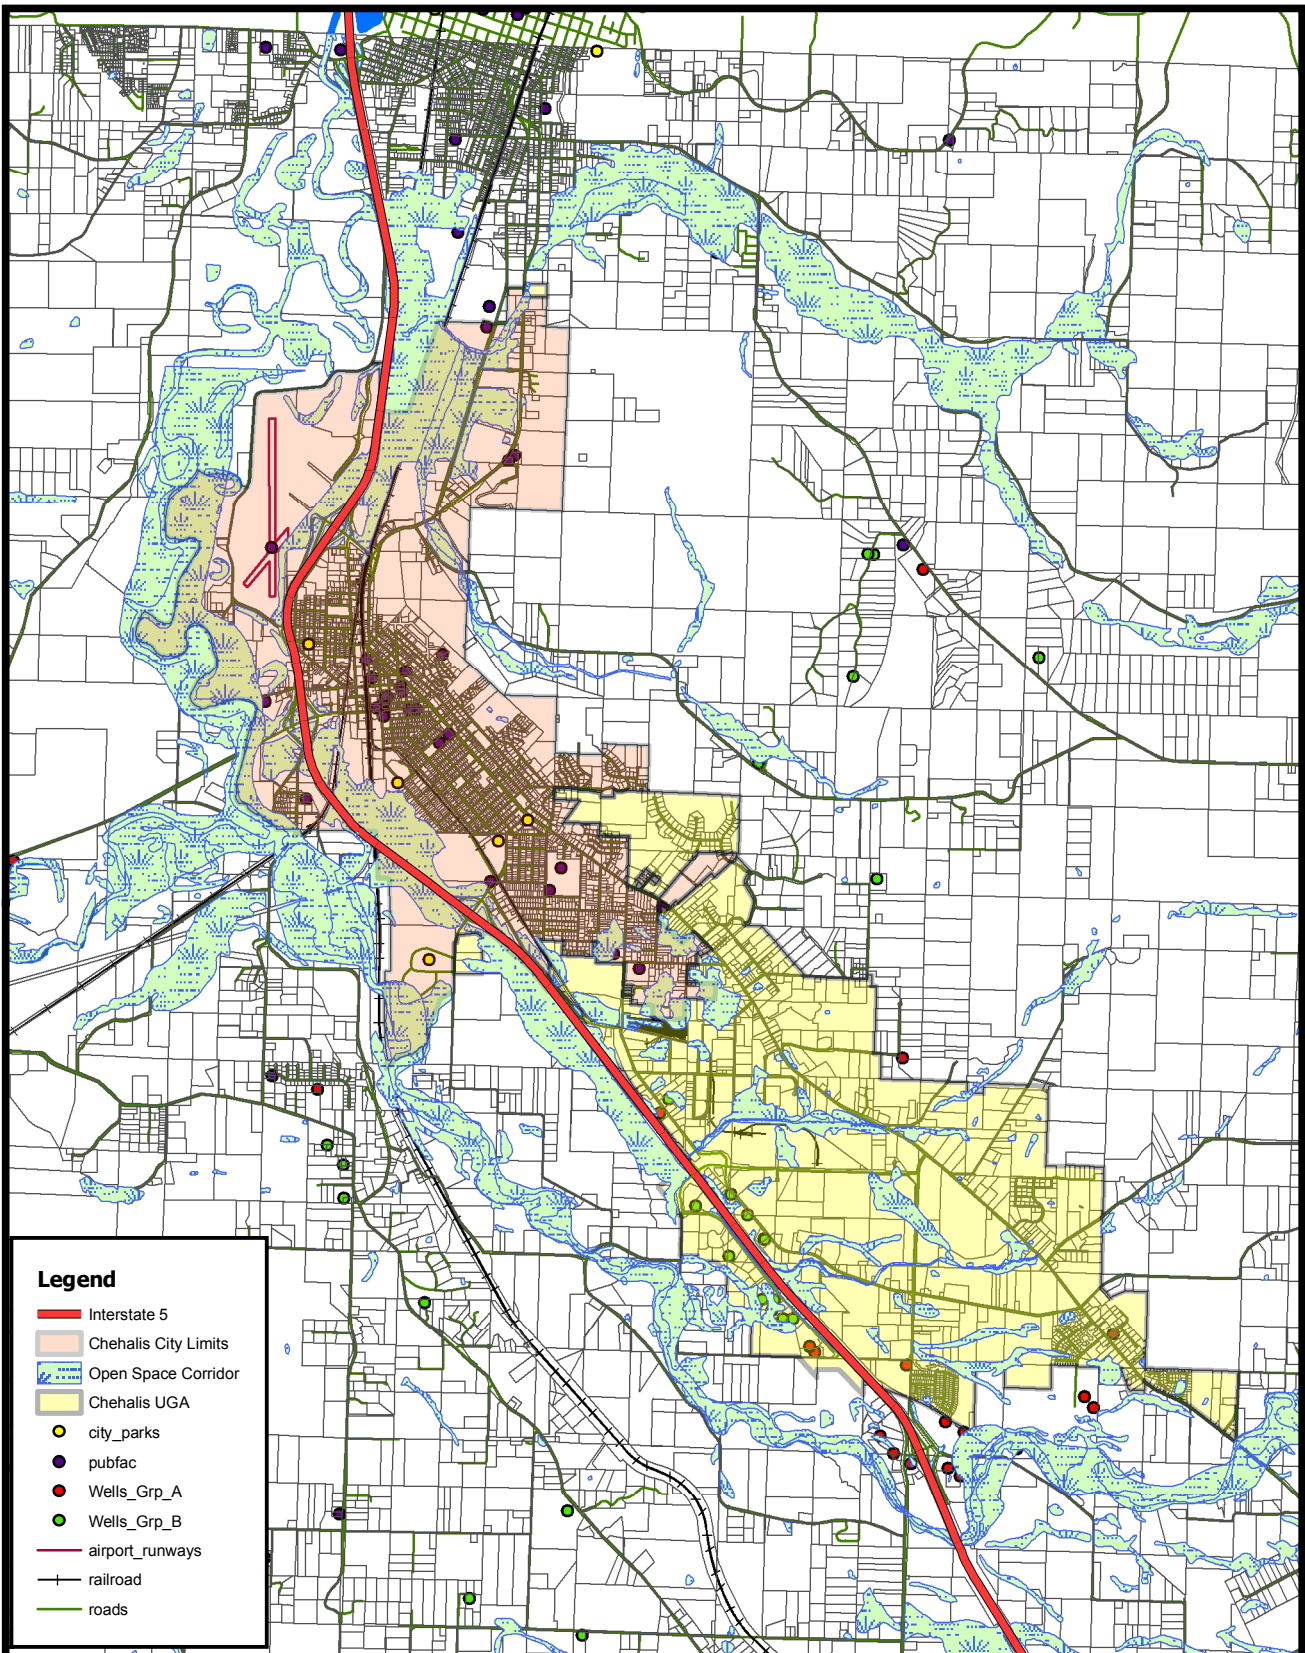 Legend
Interstate 5
Chehalis City Limits
Open Space Corridor
Chehalis UGA
city_parks
pubfac
Wells_Grp_A
Wells_Grp_B
airport_runways
railroad
roads